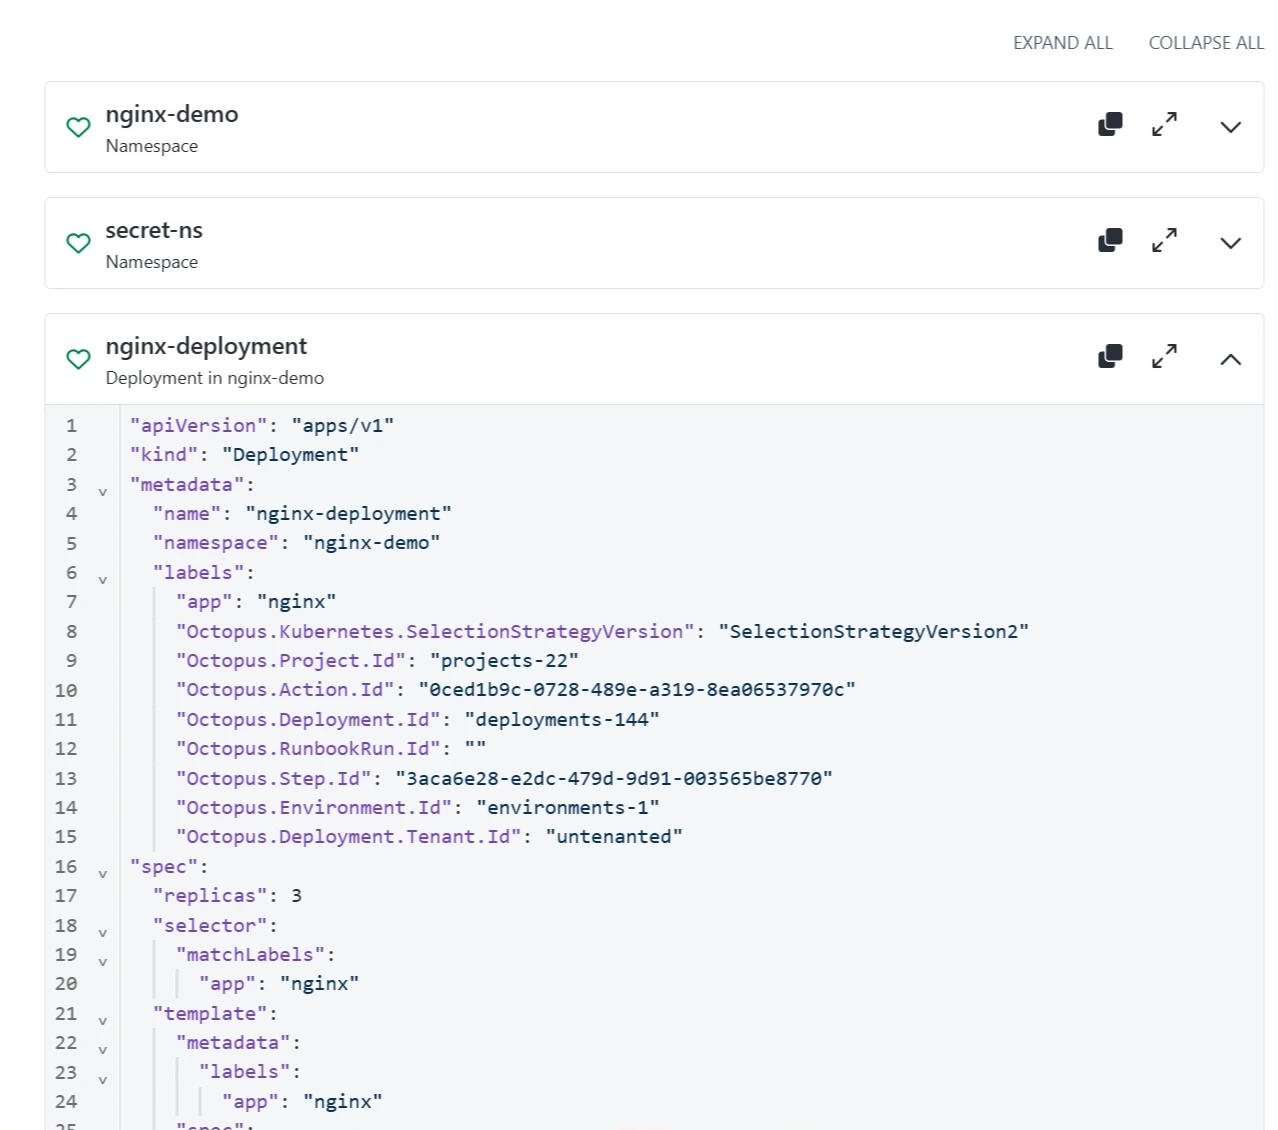 EXPAND ALL COLLAPSE ALL
nginx-demo
Namespace
secret-ns
Namespace
nginx-deployment
Deployment in nginx-demo
1 "apiVersion": "apps/v1"
2 "kind": "Deployment"
3 "metadata":
4 "name": "nginx-deployment"
5 "namespace": "nginx-demo"
6 "labels":
7 "app": "nginx"
8 "Octopus.Kubernetes.SelectionStrategyVersion": "SelectionStrategyVersion2"
9 "Octopus.Project.Id": "projects-22"
10 "Octopus.Action.Id": "0ced1b9c-0728-489e-a319-8ea06537970c"
11 "Octopus.Deployment.Id": "deployments-144"
12 "Octopus.RunbookRun.Id": ""
13 "Octopus.Step.Id": "3aca6e28-e2dc-479d-9d91-003565be8770"
14 "Octopus.Environment.Id": "environments-1"
15 "Octopus.Deployment.Tenant.Id": "untenanted"
16 "spec":
17 "replicas": 3
18 "selector":
19 "matchLabels":
20 "app": "nginx"
21 "template":
22 "metadata":
23 "labels":
24 "app": "nginx"
25 "spec":